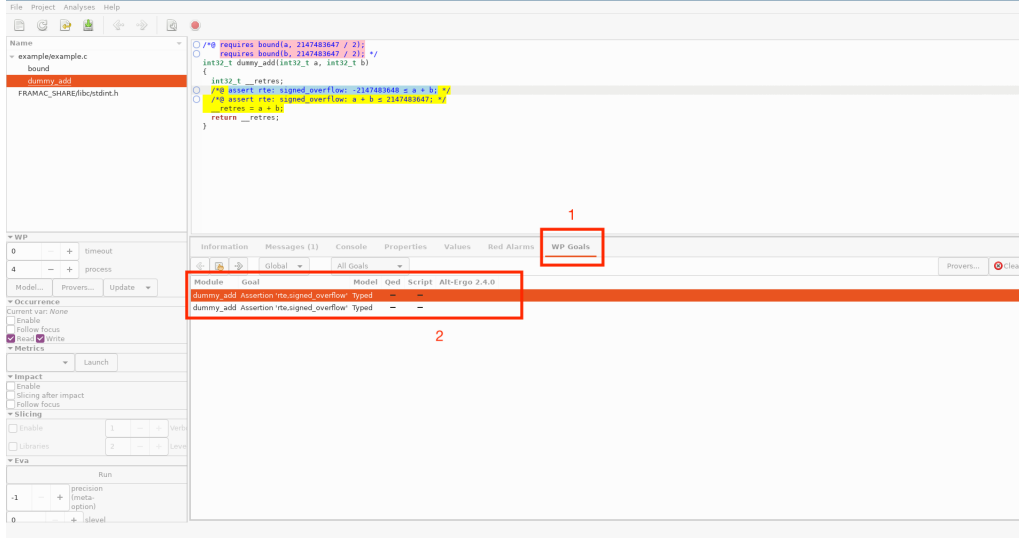 File Project Analyses Help
Name
example/example.c
bound
dummy_add
FRAMAC_SHARE/libc/stdint.h
/*@ requires bound(a, 2147483647 / 2);
requires bound(b, 2147483647 / 2); */
int32_t dummy_add(int32_t a, int32_t b)
{
int32_t __retres;
/*@ assert rte: signed_overflow: -2147483648 ≤ a + b; */
/*@ assert rte: signed_overflow: a + b ≤ 2147483647; */
__retres = a + b;
return __retres;
}
1
WP
0 − + timeout
4 − + process
Model... Provers... Update
Occurrence
Current var: None
Enable
Follow focus
Read Write
Metrics
Launch
Impact
Enable
Slicing after impact
Follow focus
Slicing
Enable 1 − + Verb
Libraries 2 − + Leve
Eva
Run
-1 − + precision
(meta-
option)
0 − + slevel
Information Messages (1) Console Properties Values Red Alarms WP Goals
Global All Goals Provers... Clea
Module Goal Model Qed Script Alt-Ergo 2.4.0
dummy_add Assertion 'rte,signed_overflow' Typed − −
dummy_add Assertion 'rte,signed_overflow' Typed − −
2